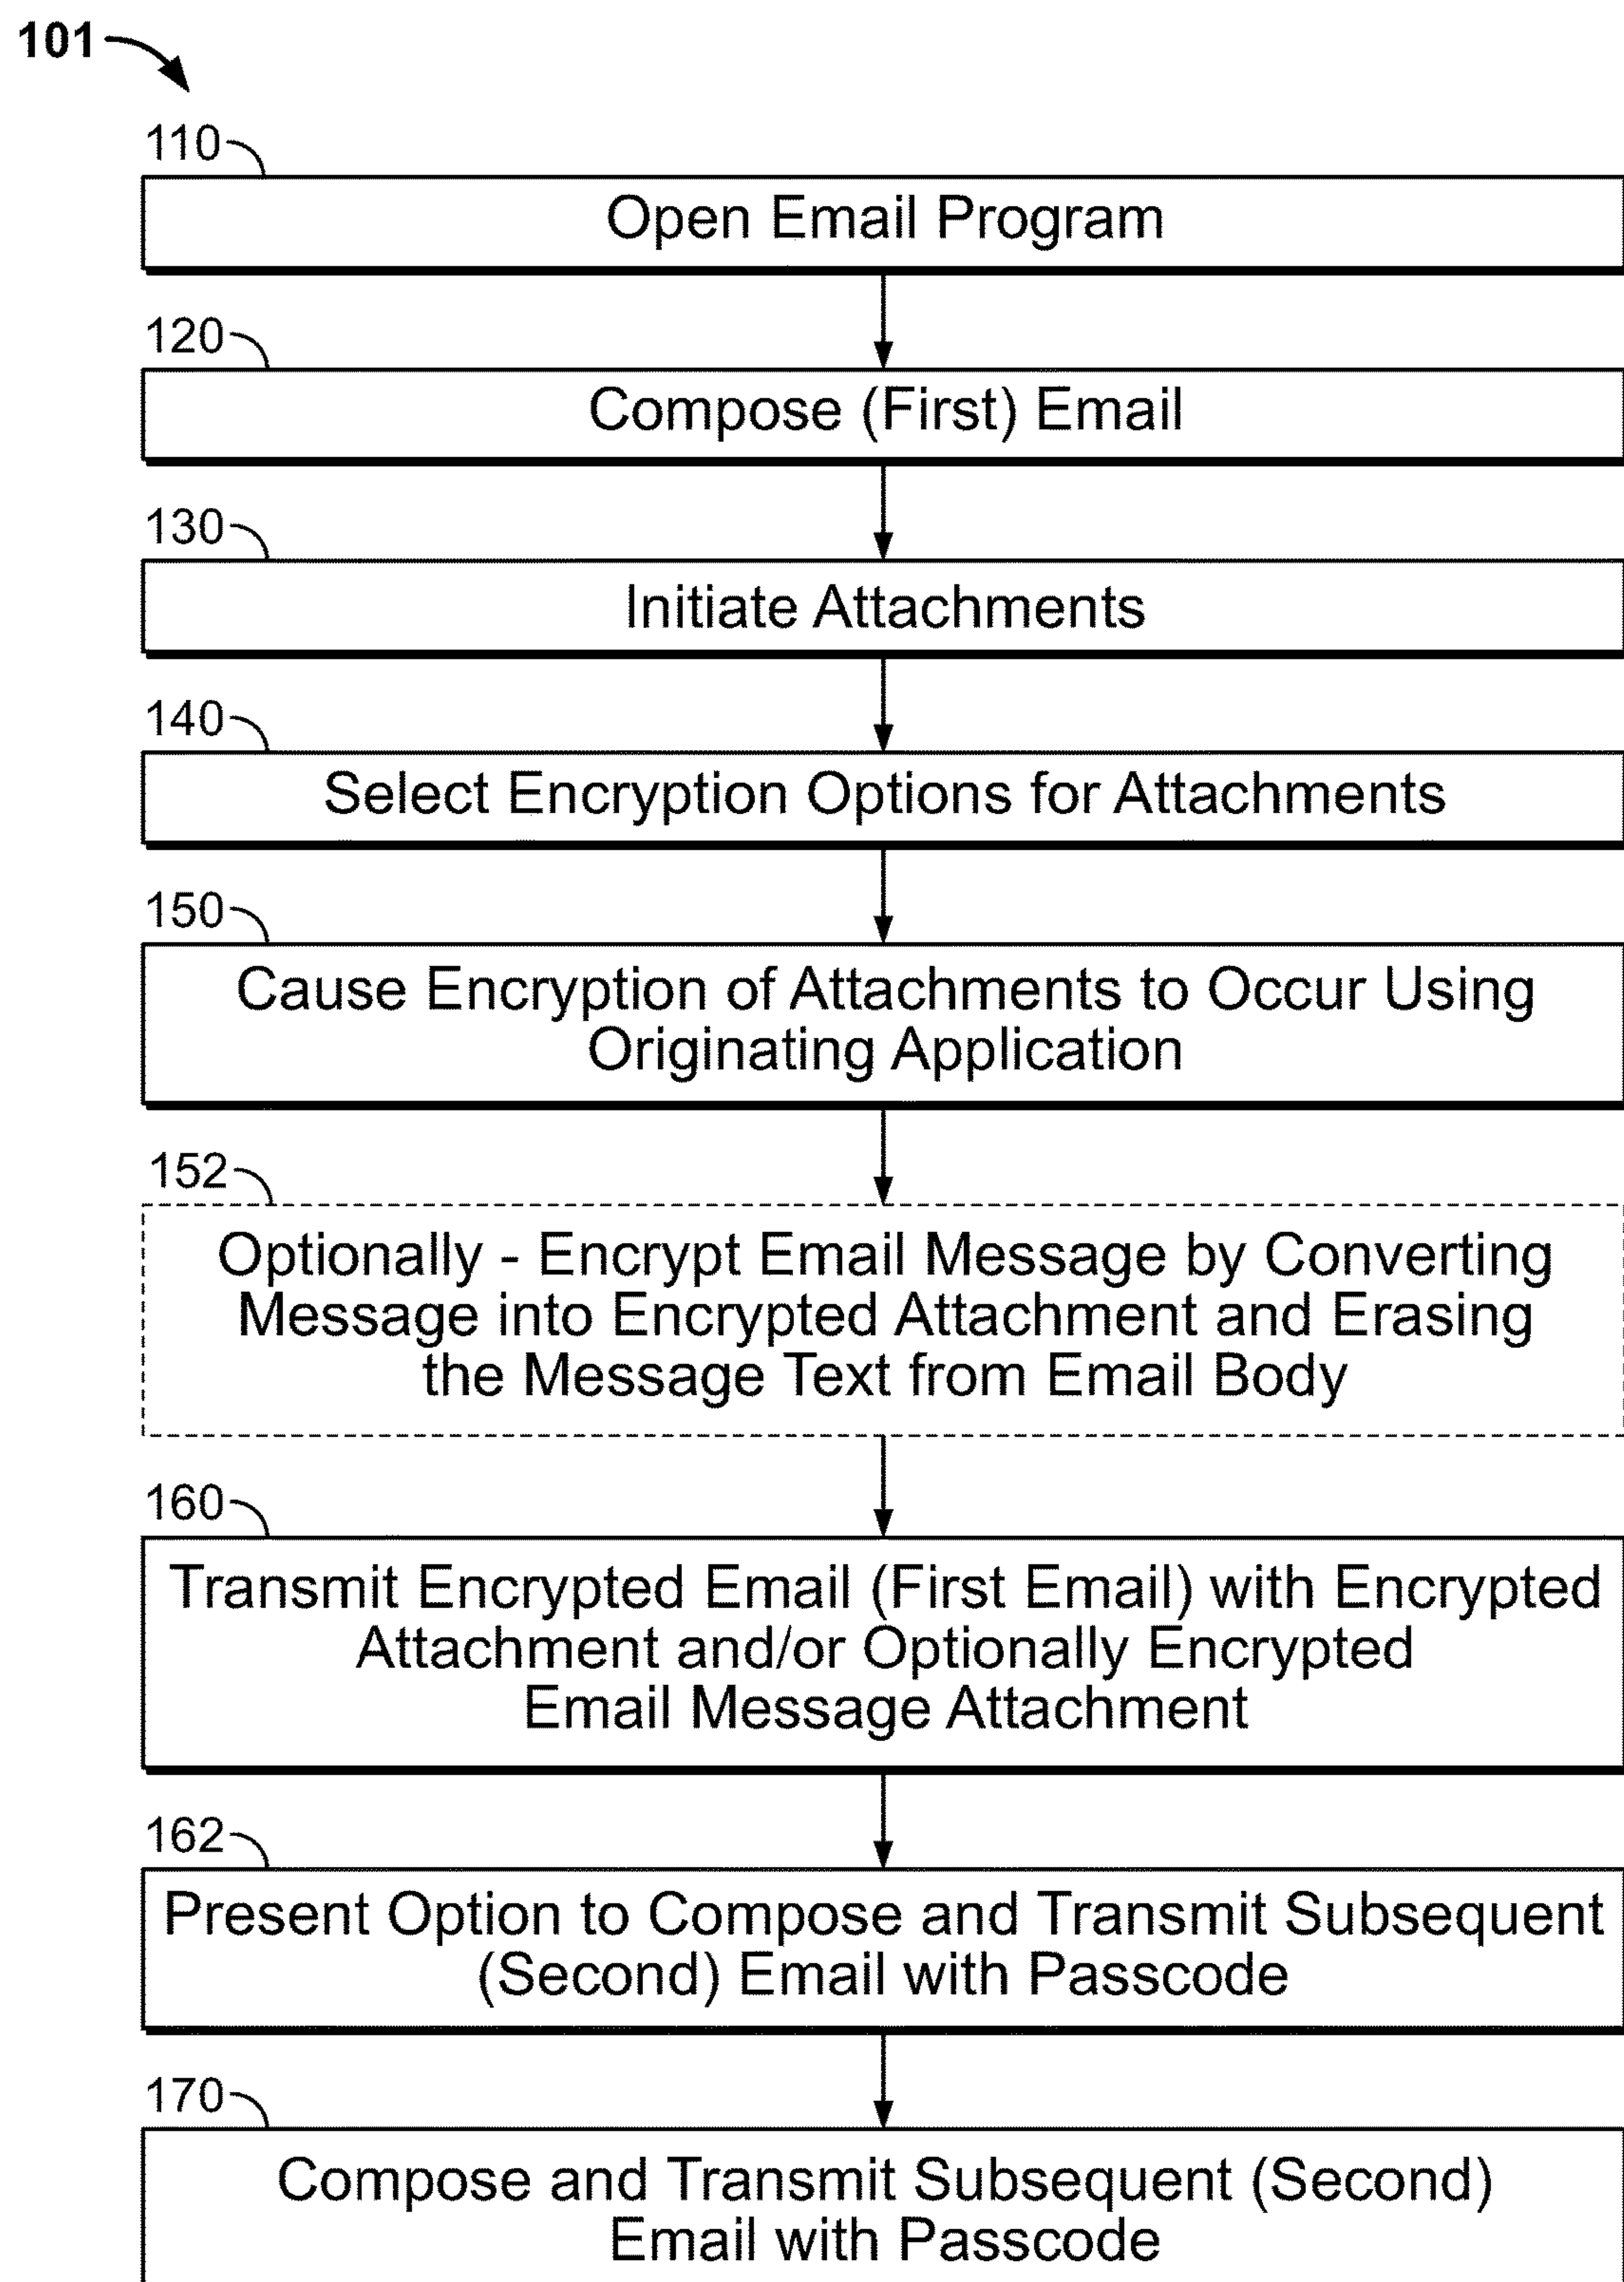 101
110
Open Email Program
120
Compose (First) Email
130
Initiate Attachments
140
Select Encryption Options for Attachments
150
Cause Encryption of Attachments to Occur Using
Originating Application
152
Optionally - Encrypt Email Message by Converting
Message into Encrypted Attachment and Erasing
the Message Text from Email Body
160
Transmit Encrypted Email (First Email) with Encrypted
Attachment and/or Optionally Encrypted
Email Message Attachment
162
Present Option to Compose and Transmit Subsequent
(Second) Email with Passcode
170
Compose and Transmit Subsequent (Second)
Email with Passcode